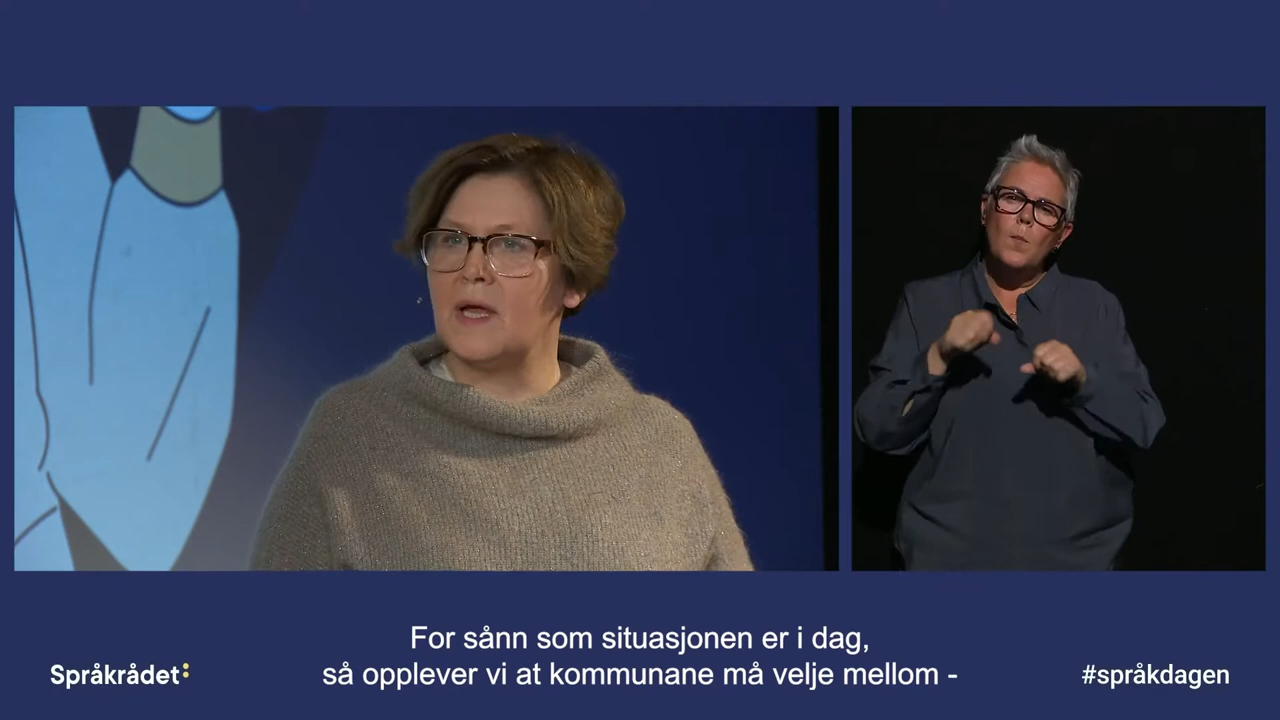 For sånn som situasjonen er i dag,
så opplever vi at kommunane må velje mellom -
Språkrådet:
#språkdagen